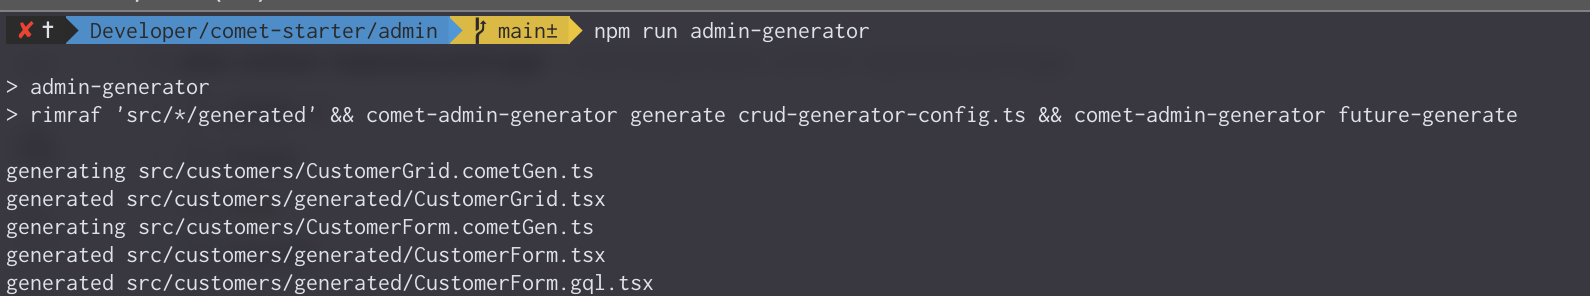 ✘ ✝ Developer/comet-starter/admin main± npm run admin-generator
> admin-generator
> rimraf 'src/*/generated' && comet-admin-generator generate crud-generator-config.ts && comet-admin-generator future-generate
generating src/customers/CustomerGrid.cometGen.ts
generated src/customers/generated/CustomerGrid.tsx
generating src/customers/CustomerForm.cometGen.ts
generated src/customers/generated/CustomerForm.tsx
generated src/customers/generated/CustomerForm.gql.tsx